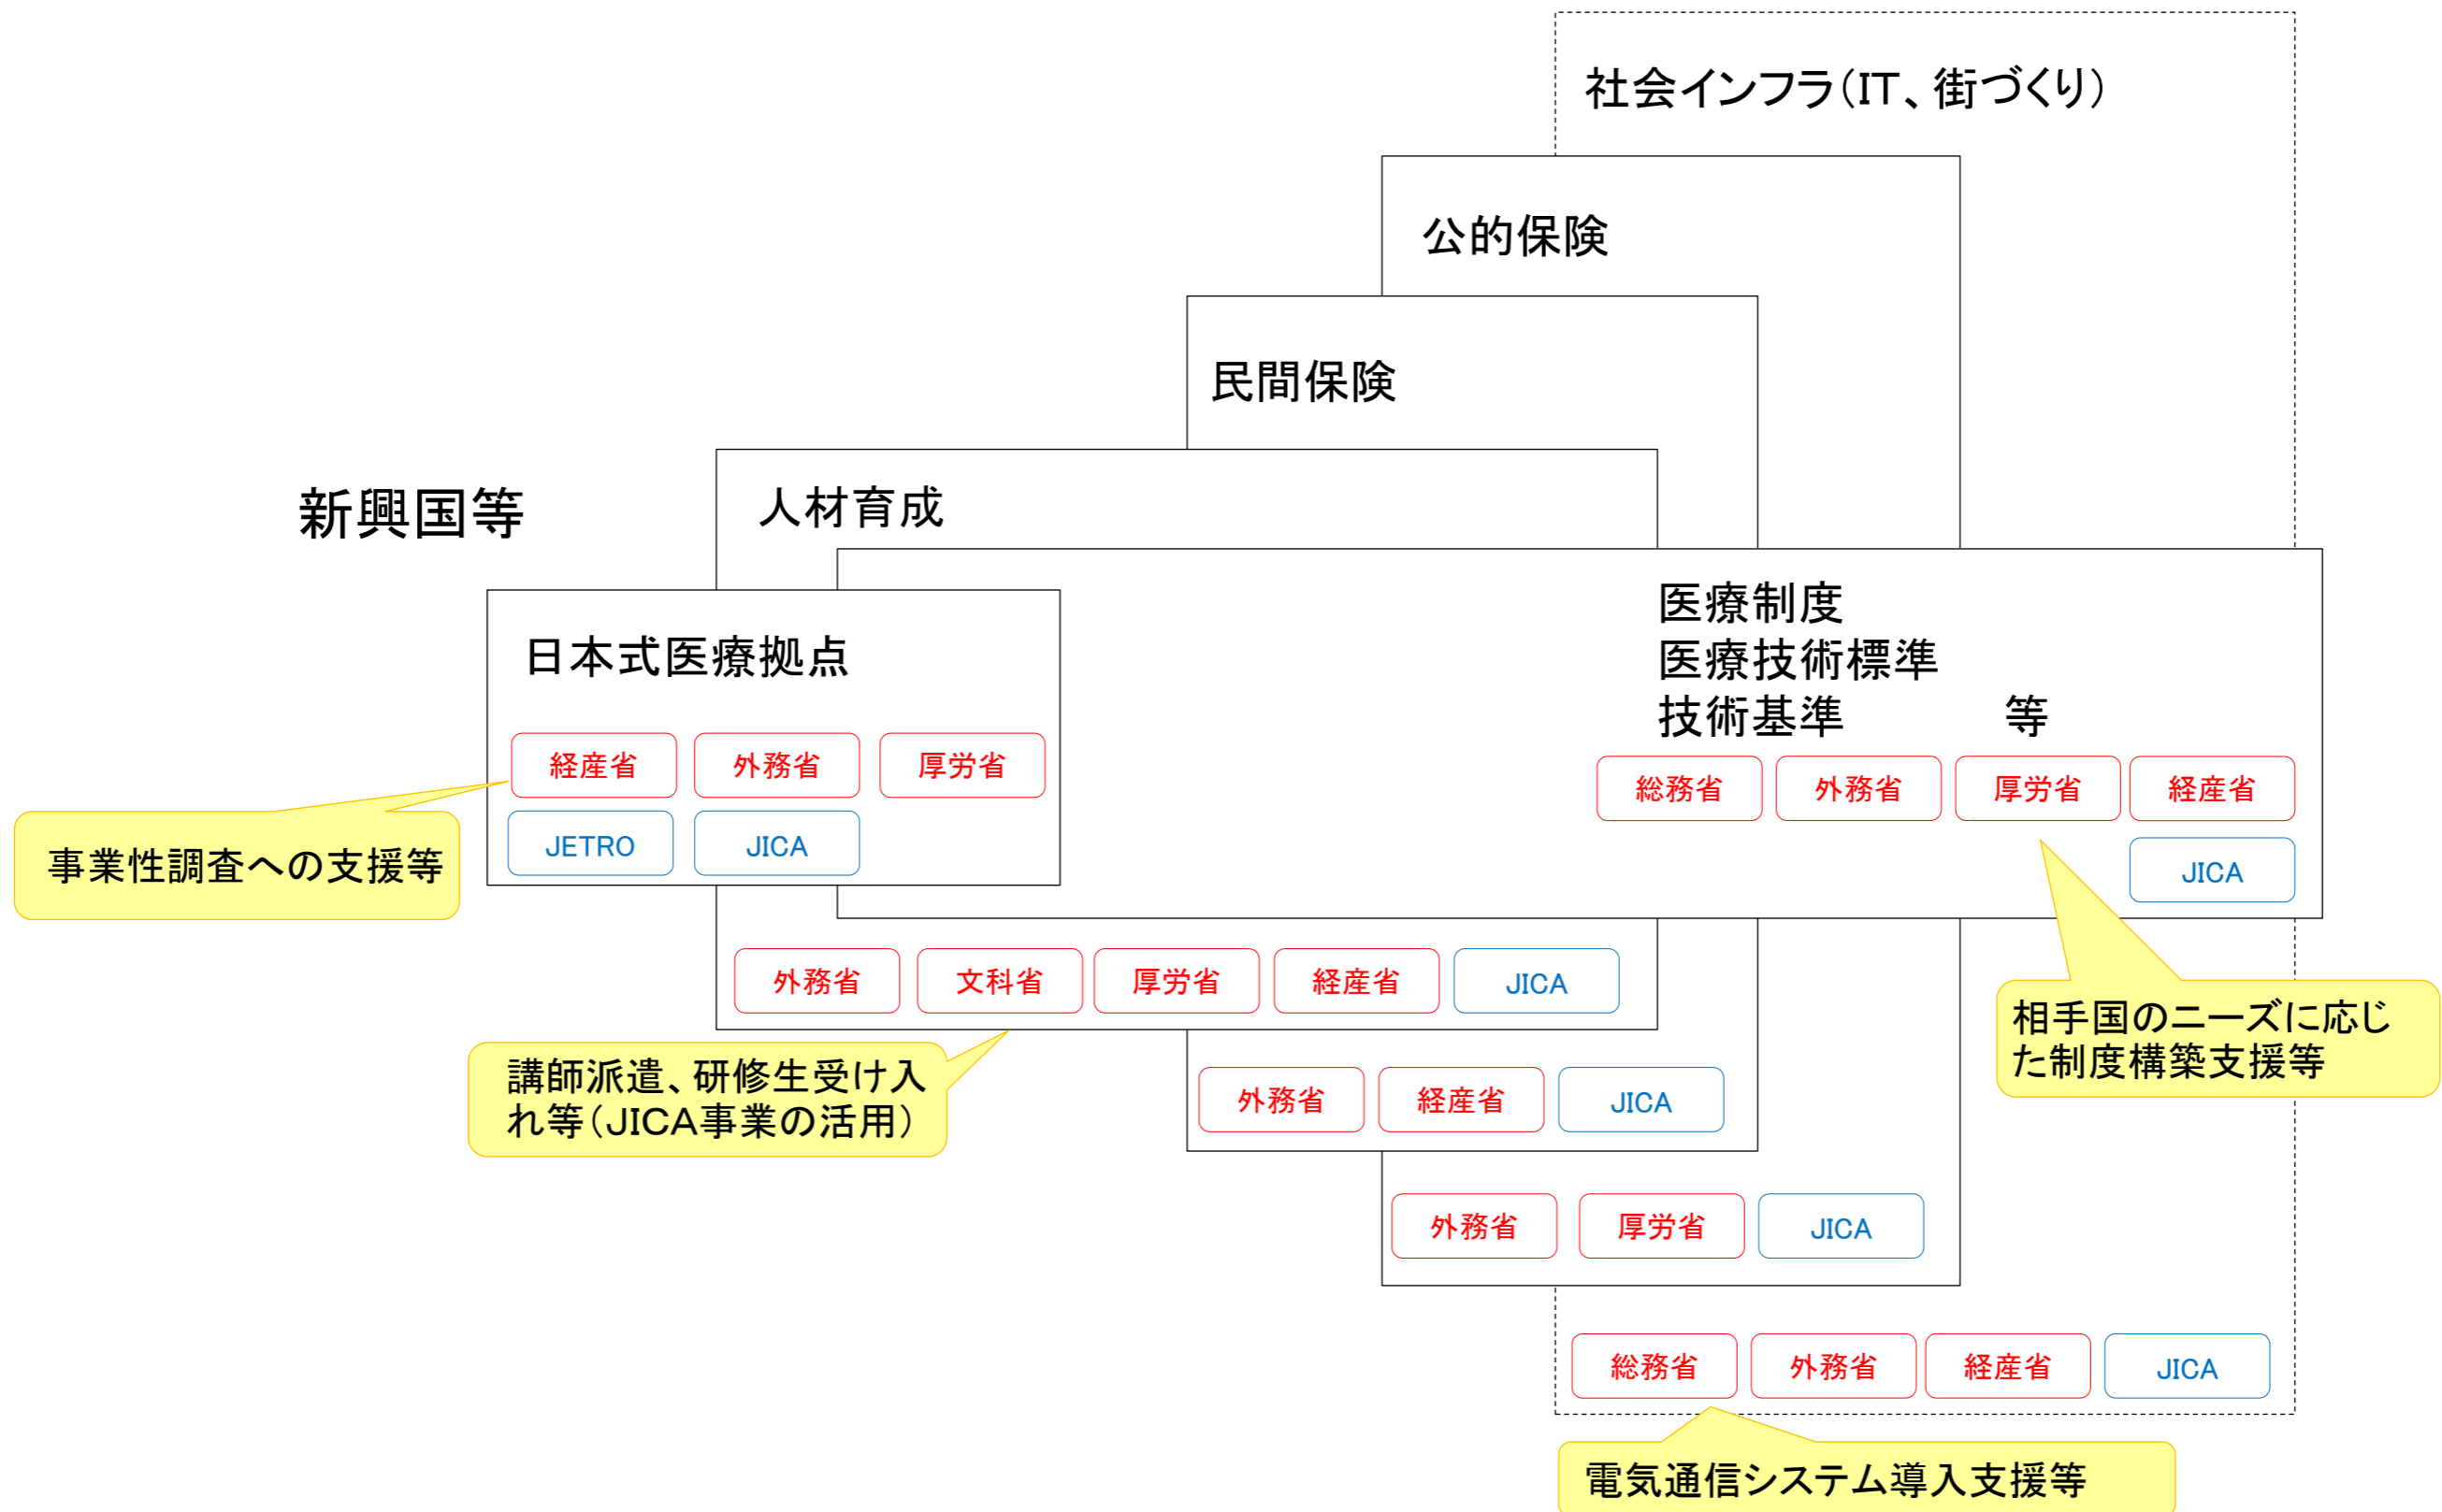 社会インフラ（IT、街づくり）
公的保険
民間保険
新興国等
人材育成
医療制度
医療技術標準
技術基準　　　等
日本式医療拠点
経産省　外務省　厚労省
JETRO　JICA
総務省　外務省　厚労省　経産省
JICA
事業性調査への支援等
外務省　文科省　厚労省　経産省　JICA
相手国のニーズに応じ
た制度構築支援等
講師派遣、研修生受け入
れ等（JICA事業の活用）
外務省　経産省　JICA
外務省　厚労省　JICA
総務省　外務省　経産省　JICA
電気通信システム導入支援等